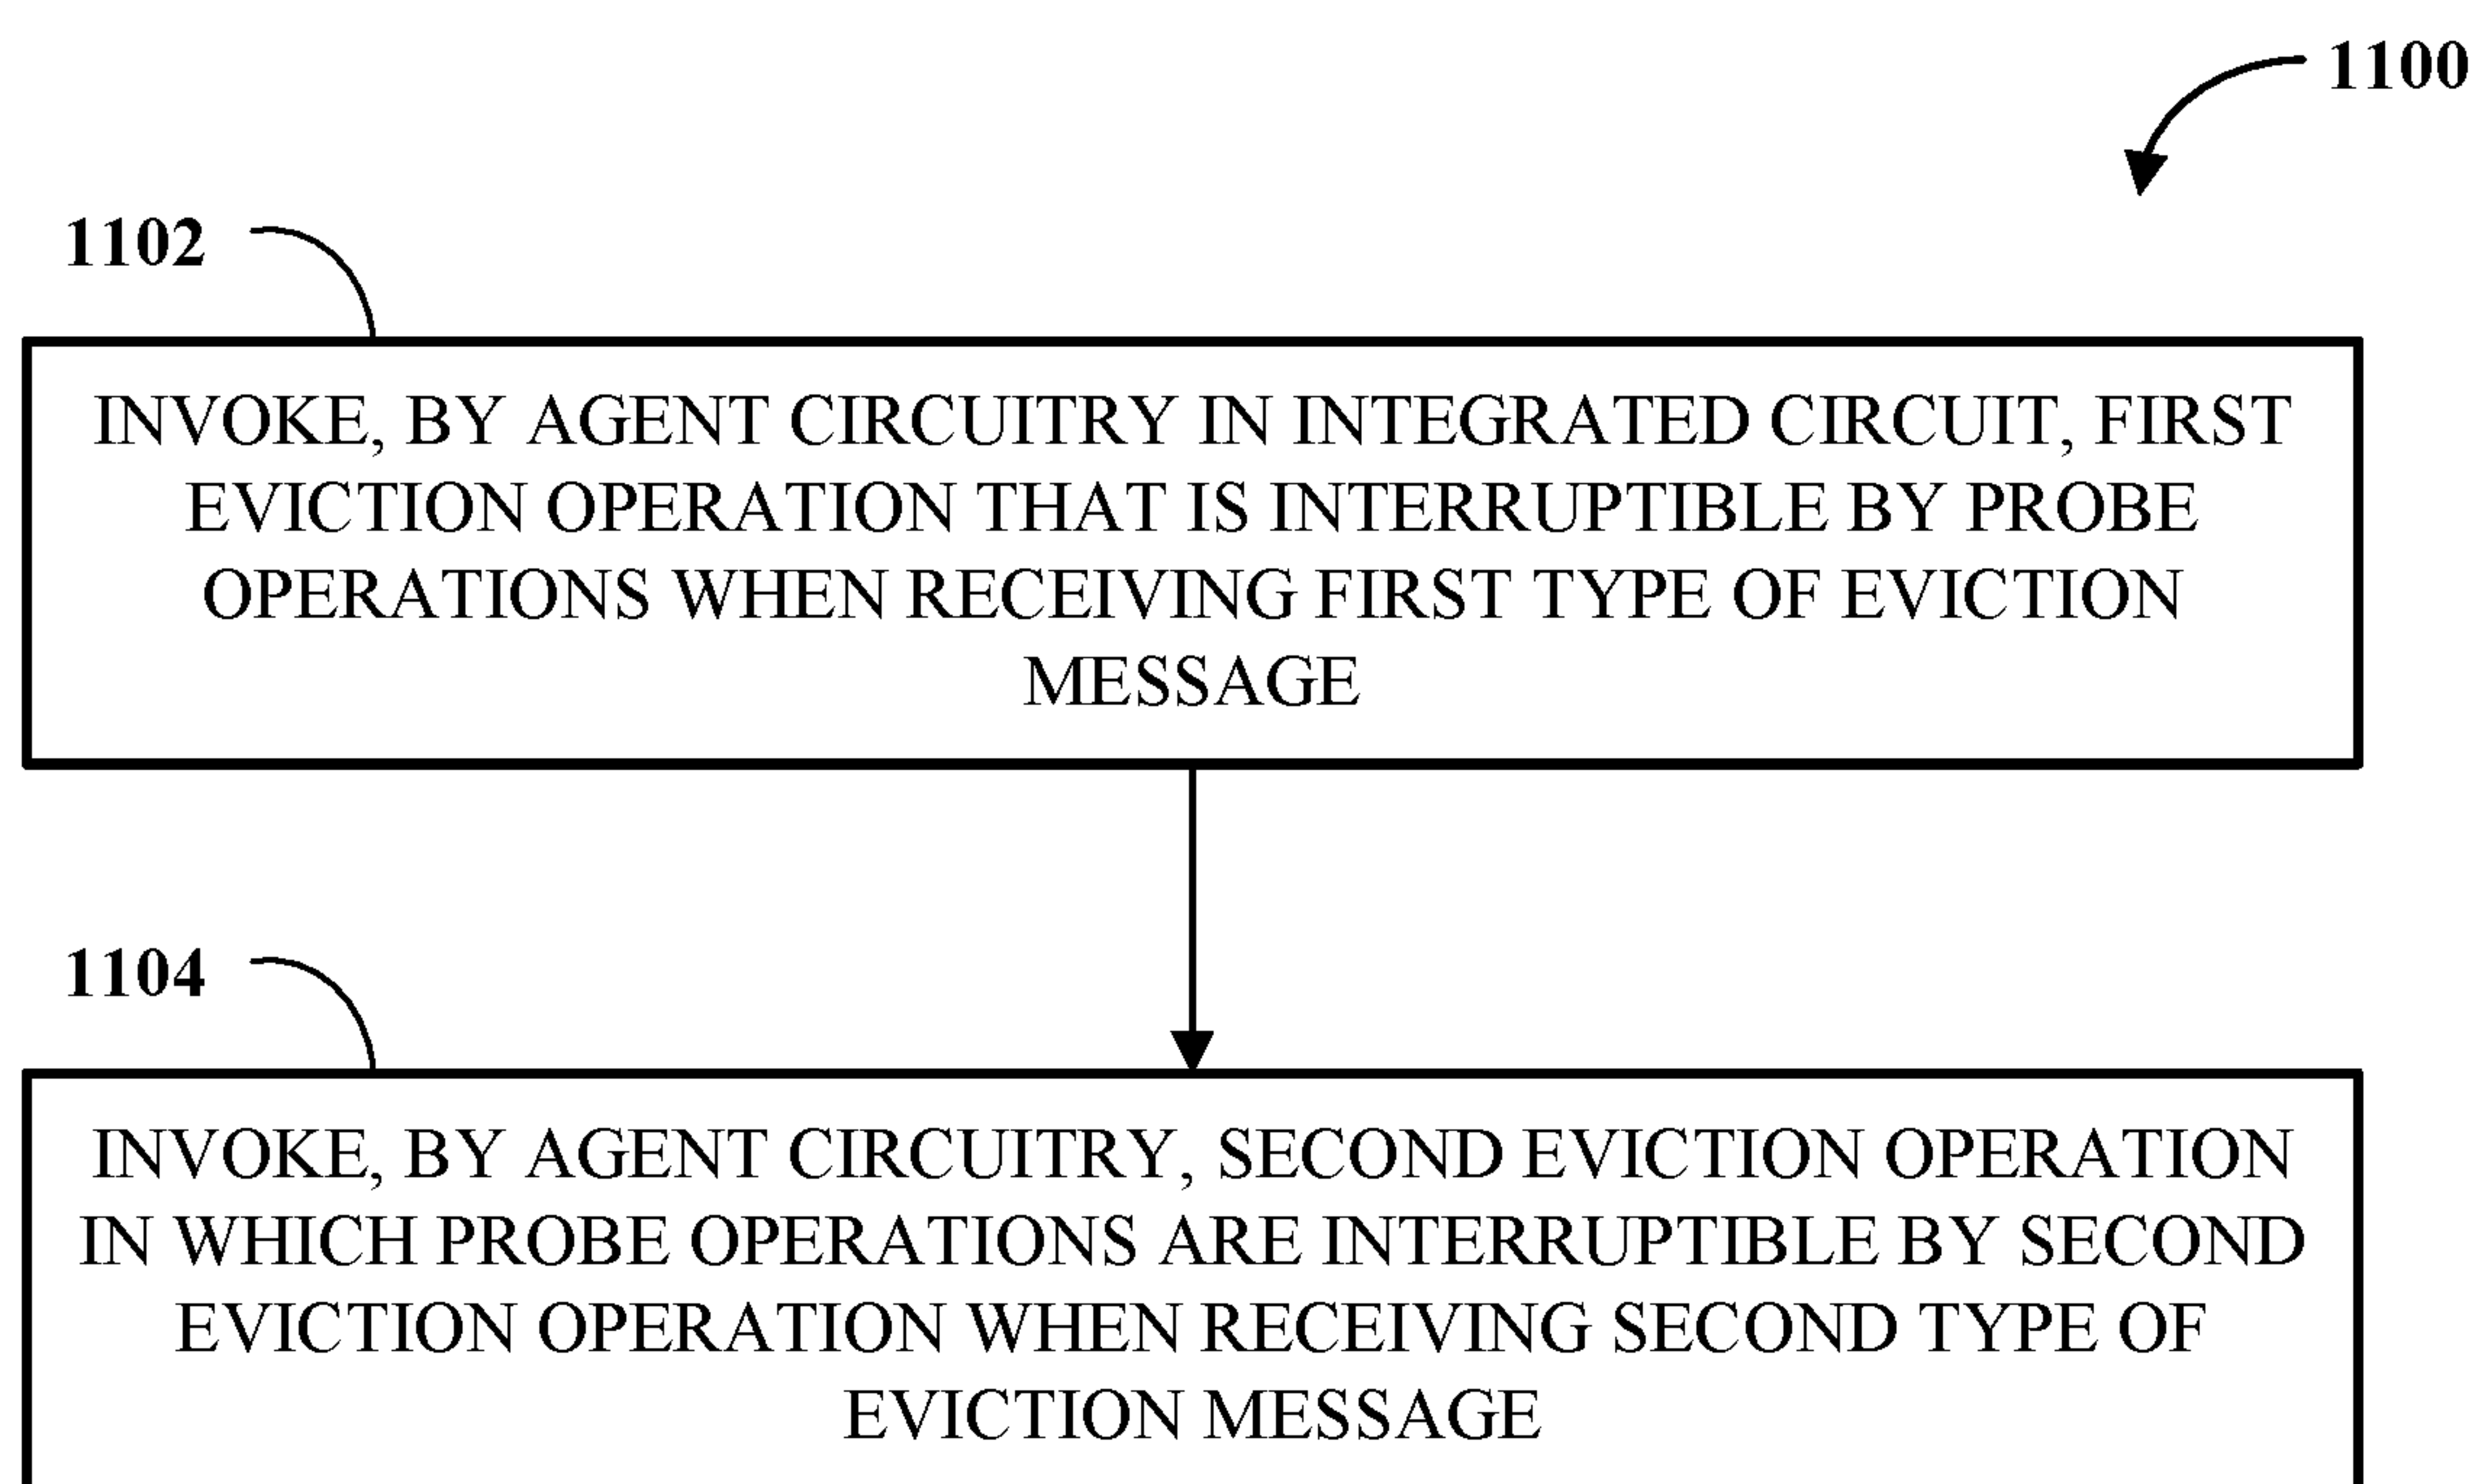 1100
1102
INVOKE, BY AGENT CIRCUITRY IN INTEGRATED CIRCUIT, FIRST
EVICTION OPERATION THAT IS INTERRUPTIBLE BY PROBE
OPERATIONS WHEN RECEIVING FIRST TYPE OF EVICTION
MESSAGE
1104
INVOKE, BY AGENT CIRCUITRY, SECOND EVICTION OPERATION
IN WHICH PROBE OPERATIONS ARE INTERRUPTIBLE BY SECOND
EVICTION OPERATION WHEN RECEIVING SECOND TYPE OF
EVICTION MESSAGE